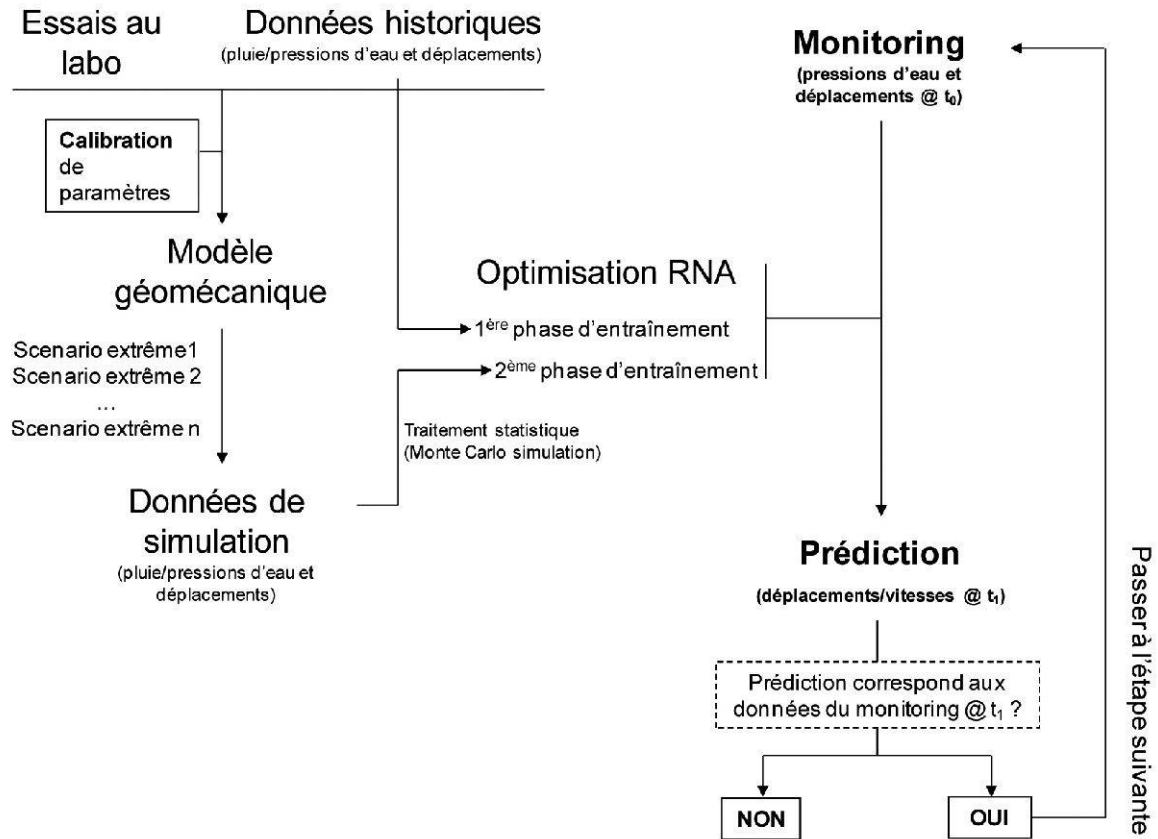 Essais au
labo
Données historiques
(pluie/pressions d'eau et déplacements)
Calibration
de
paramètres
Modèle
géomécanique
Scenario extrême1
Scenario extrême 2
...
Scenario extrême n
Données de
simulation
(pluie/pressions d'eau et
déplacements)
Optimisation RNA
1ère phase d'entraînement
2ème phase d'entraînement
Traitement statistique
(Monte Carlo simulation)
Monitoring
(pressions d'eau et
déplacements @ t0)
Prédiction
(déplacements/vitesses @ t1)
Prédiction correspond aux
données du monitoring @ t1 ?
NON
OUI
Passer à l'étape suivante